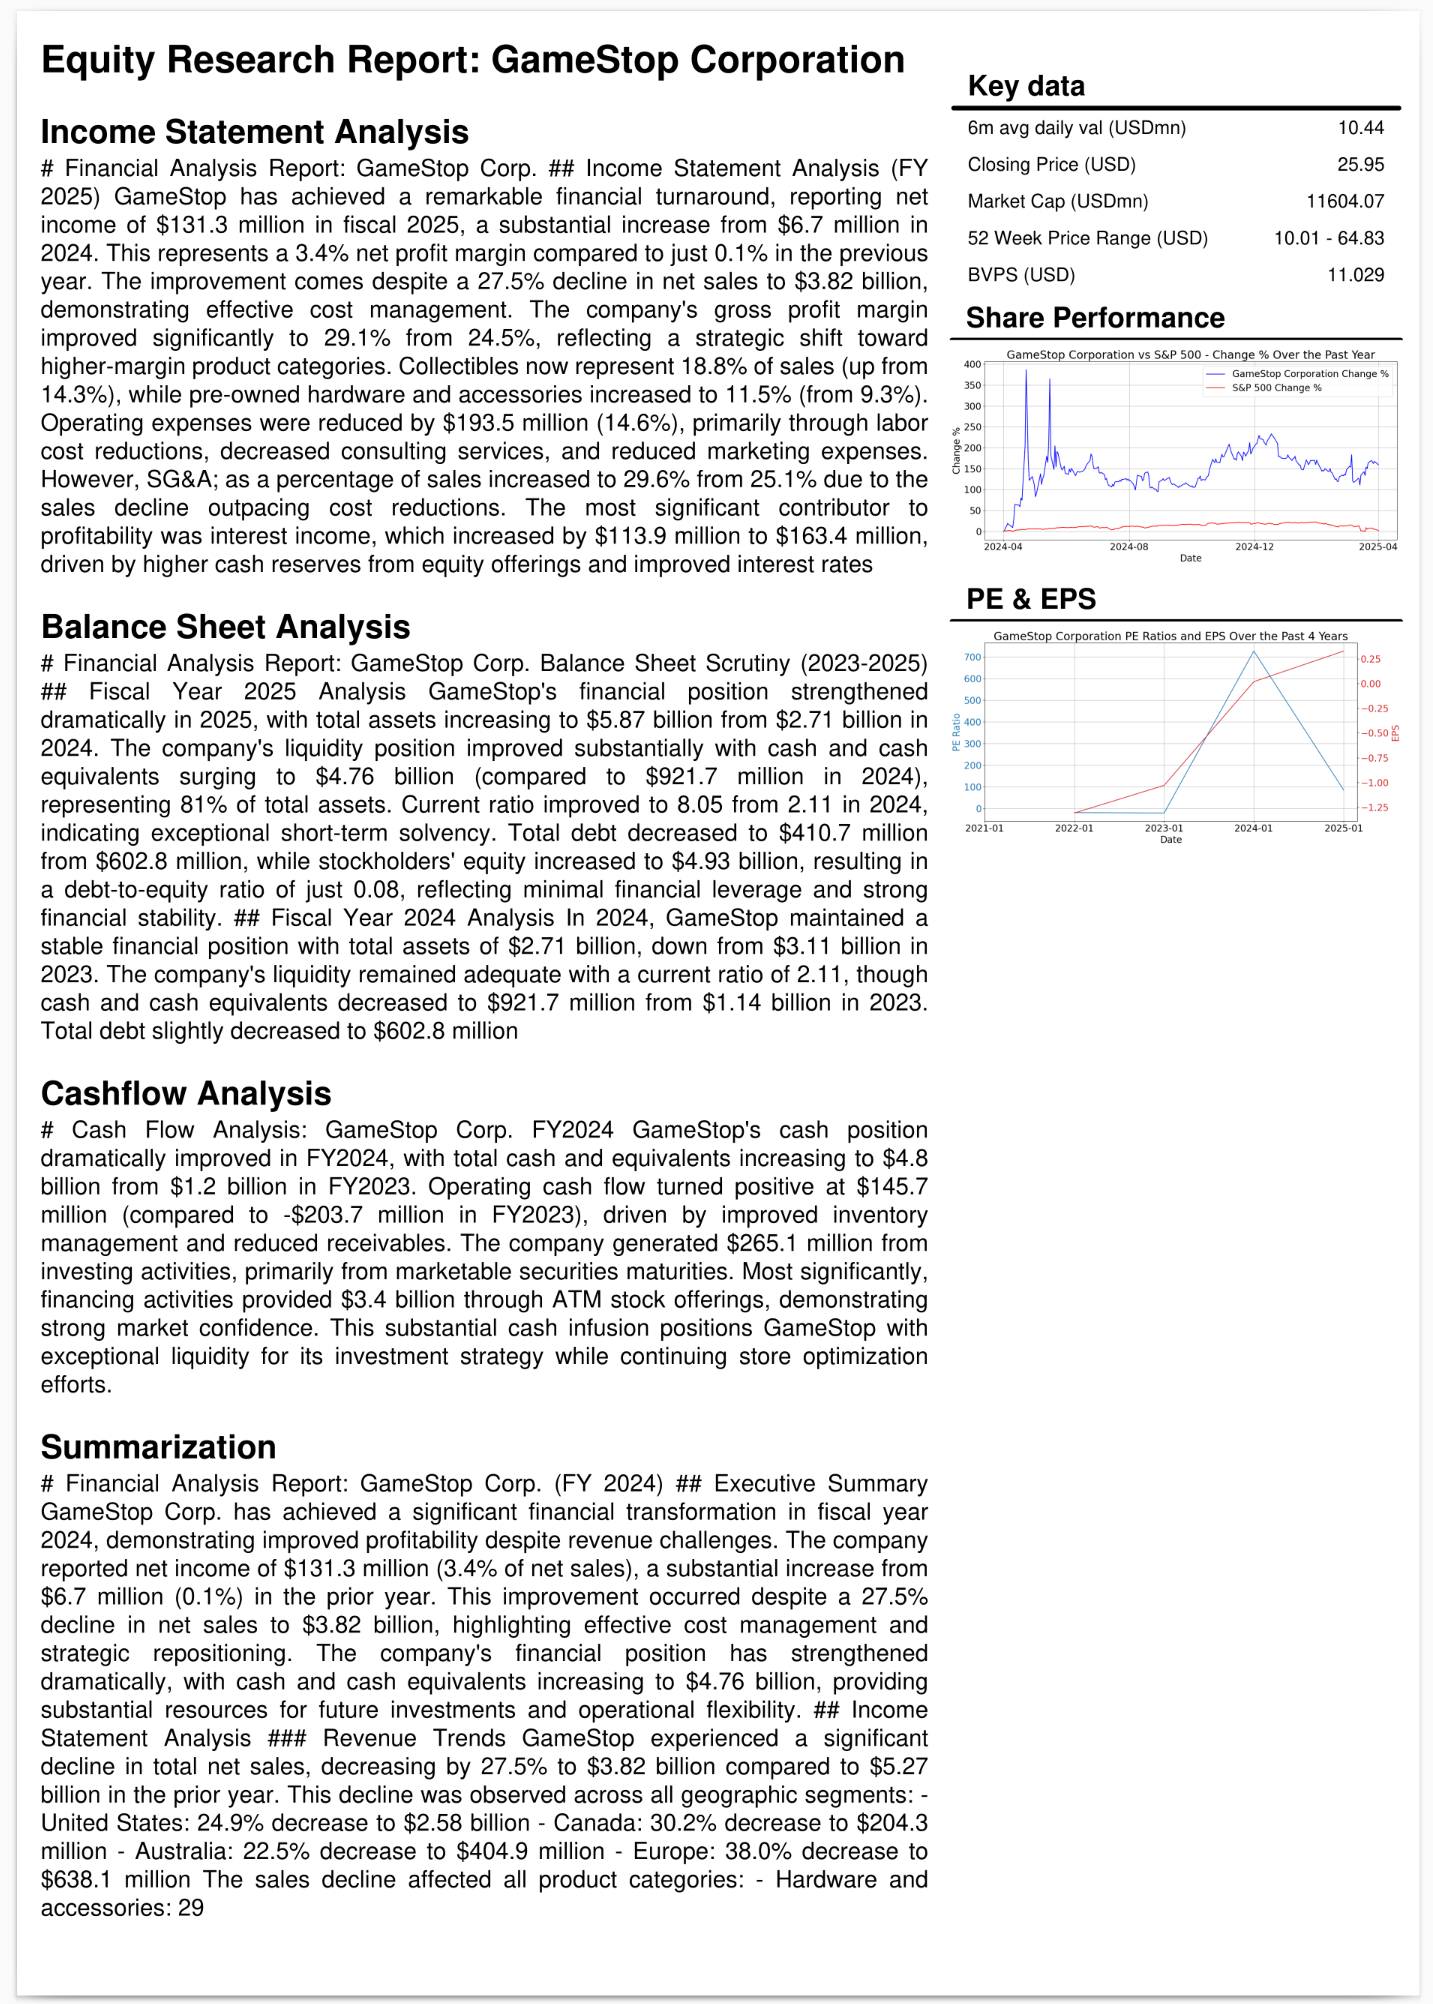 Equity Research Report: GameStop Corporation
Income Statement Analysis
# Financial Analysis Report: GameStop Corp. ## Income Statement Analysis (FY
2025) GameStop has achieved a remarkable financial turnaround, reporting net
income of $131.3 million in fiscal 2025, a substantial increase from $6.7 million in
2024. This represents a 3.4% net profit margin compared to just 0.1% in the previous
year. The improvement comes despite a 27.5% decline in net sales to $3.82 billion,
demonstrating effective cost management. The company's gross profit margin
improved significantly to 29.1% from 24.5%, reflecting a strategic shift toward
higher-margin product categories. Collectibles now represent 18.8% of sales (up from
14.3%), while pre-owned hardware and accessories increased to 11.5% (from 9.3%).
Operating expenses were reduced by $193.5 million (14.6%), primarily through labor
cost reductions, decreased consulting services, and reduced marketing expenses.
However, SG&A; as a percentage of sales increased to 29.6% from 25.1% due to the
sales decline outpacing cost reductions. The most significant contributor to
profitability was interest income, which increased by $113.9 million to $163.4 million,
driven by higher cash reserves from equity offerings and improved interest rates
Balance Sheet Analysis
# Financial Analysis Report: GameStop Corp. Balance Sheet Scrutiny (2023-2025)
## Fiscal Year 2025 Analysis GameStop's financial position strengthened
dramatically in 2025, with total assets increasing to $5.87 billion from $2.71 billion in
2024. The company's liquidity position improved substantially with cash and cash
equivalents surging to $4.76 billion (compared to $921.7 million in 2024),
representing 81% of total assets. Current ratio improved to 8.05 from 2.11 in 2024,
indicating exceptional short-term solvency. Total debt decreased to $410.7 million
from $602.8 million, while stockholders' equity increased to $4.93 billion, resulting in
a debt-to-equity ratio of just 0.08, reflecting minimal financial leverage and strong
financial stability. ## Fiscal Year 2024 Analysis In 2024, GameStop maintained a
stable financial position with total assets of $2.71 billion, down from $3.11 billion in
2023. The company's liquidity remained adequate with a current ratio of 2.11, though
cash and cash equivalents decreased to $921.7 million from $1.14 billion in 2023.
Total debt slightly decreased to $602.8 million
Cashflow Analysis
# Cash Flow Analysis: GameStop Corp. FY2024 GameStop's cash position
dramatically improved in FY2024, with total cash and equivalents increasing to $4.8
billion from $1.2 billion in FY2023. Operating cash flow turned positive at $145.7
million (compared to -$203.7 million in FY2023), driven by improved inventory
management and reduced receivables. The company generated $265.1 million from
investing activities, primarily from marketable securities maturities. Most significantly,
financing activities provided $3.4 billion through ATM stock offerings, demonstrating
strong market confidence. This substantial cash infusion positions GameStop with
exceptional liquidity for its investment strategy while continuing store optimization
efforts.
Summarization
# Financial Analysis Report: GameStop Corp. (FY 2024) ## Executive Summary
GameStop Corp. has achieved a significant financial transformation in fiscal year
2024, demonstrating improved profitability despite revenue challenges. The company
reported net income of $131.3 million (3.4% of net sales), a substantial increase from
$6.7 million (0.1%) in the prior year. This improvement occurred despite a 27.5%
decline in net sales to $3.82 billion, highlighting effective cost management and
strategic repositioning. The company's financial position has strengthened
dramatically, with cash and cash equivalents increasing to $4.76 billion, providing
substantial resources for future investments and operational flexibility. ## Income
Statement Analysis ### Revenue Trends GameStop experienced a significant
decline in total net sales, decreasing by 27.5% to $3.82 billion compared to $5.27
billion in the prior year. This decline was observed across all geographic segments: -
United States: 24.9% decrease to $2.58 billion - Canada: 30.2% decrease to $204.3
million - Australia: 22.5% decrease to $404.9 million - Europe: 38.0% decrease to
$638.1 million The sales decline affected all product categories: - Hardware and
accessories: 29
Key data
6m avg daily val (USDmn) 10.44
Closing Price (USD) 25.95
Market Cap (USDmn) 11604.07
52 Week Price Range (USD) 10.01 - 64.83
BVPS (USD) 11.029
Share Performance
GameStop Corporation vs S&P 500 - Change % Over the Past Year
GameStop Corporation Change %
S&P 500 Change %
Change %
400
350
300
250
200
150
100
50
0
2024-04 2024-08 2024-12 2025-04
Date
PE & EPS
GameStop Corporation PE Ratios and EPS Over the Past 4 Years
PE Ratio
700
600
500
400
300
200
100
0
0.25
0.00
−0.25
−0.50
−0.75
−1.00
−1.25
EPS
2021-01 2022-01 2023-01 2024-01 2025-01
Date